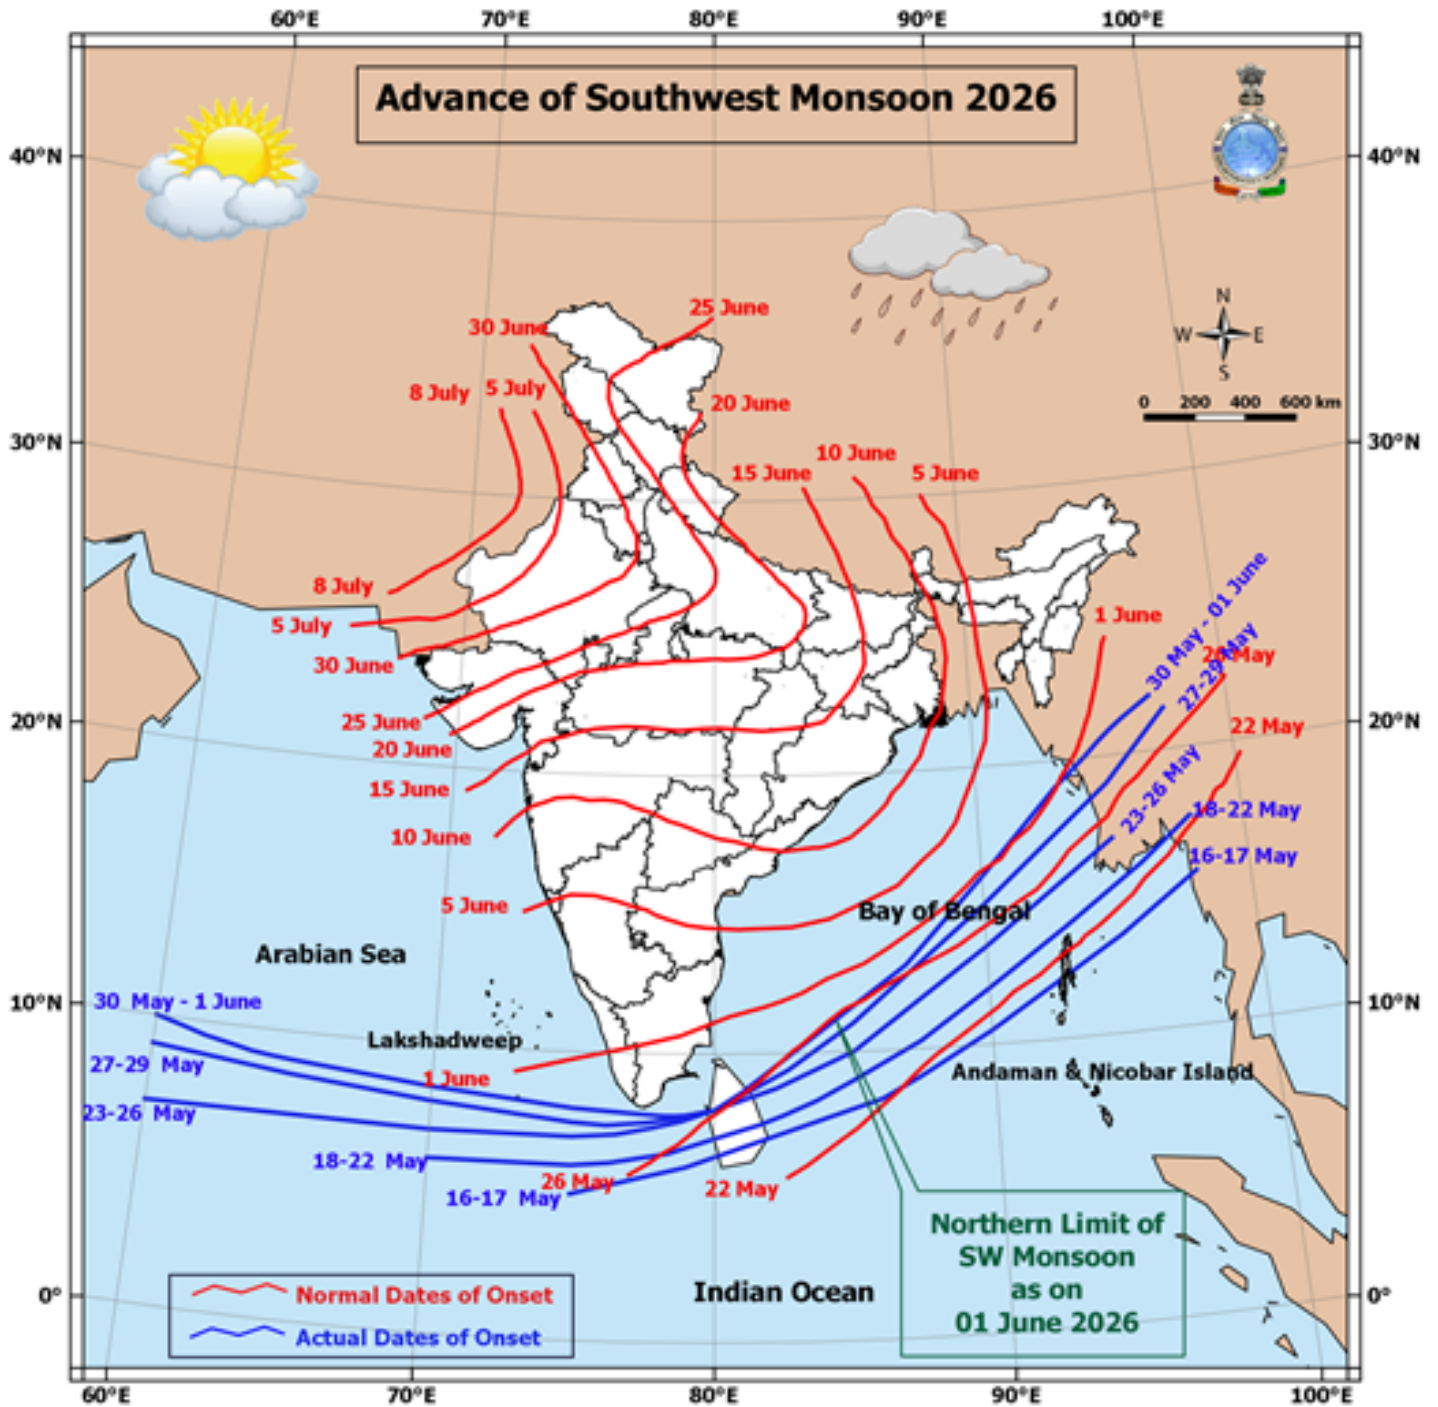 60°E 70°E 80°E 90°E 100°E
Advance of Southwest Monsoon 2026
40°N 40°N
N
W E
S
25 June
30 June
8 July 5 July
20 June
0 200 400 600 km
30°N 30°N
10 June
15 June 5 June
8 July
5 July
30 May - 01 June
1 June
27-29 May
26 May
30 June
25 June
20°N 20°N
22 May
20 June
15 June
23-26 May
18-22 May
10 June
16-17 May
5 June
Bay of Bengal
Arabian Sea
30 May - 1 June
10°N 10°N
Lakshadweep
27-29 May
1 June
Andaman & Nicobar Island
23-26 May
18-22 May
26 May
22 May
16-17 May
Northern Limit of
SW Monsoon
as on
01 June 2026
Indian Ocean
0° 0°
Normal Dates of Onset
Actual Dates of Onset
60°E 70°E 80°E 90°E 100°E